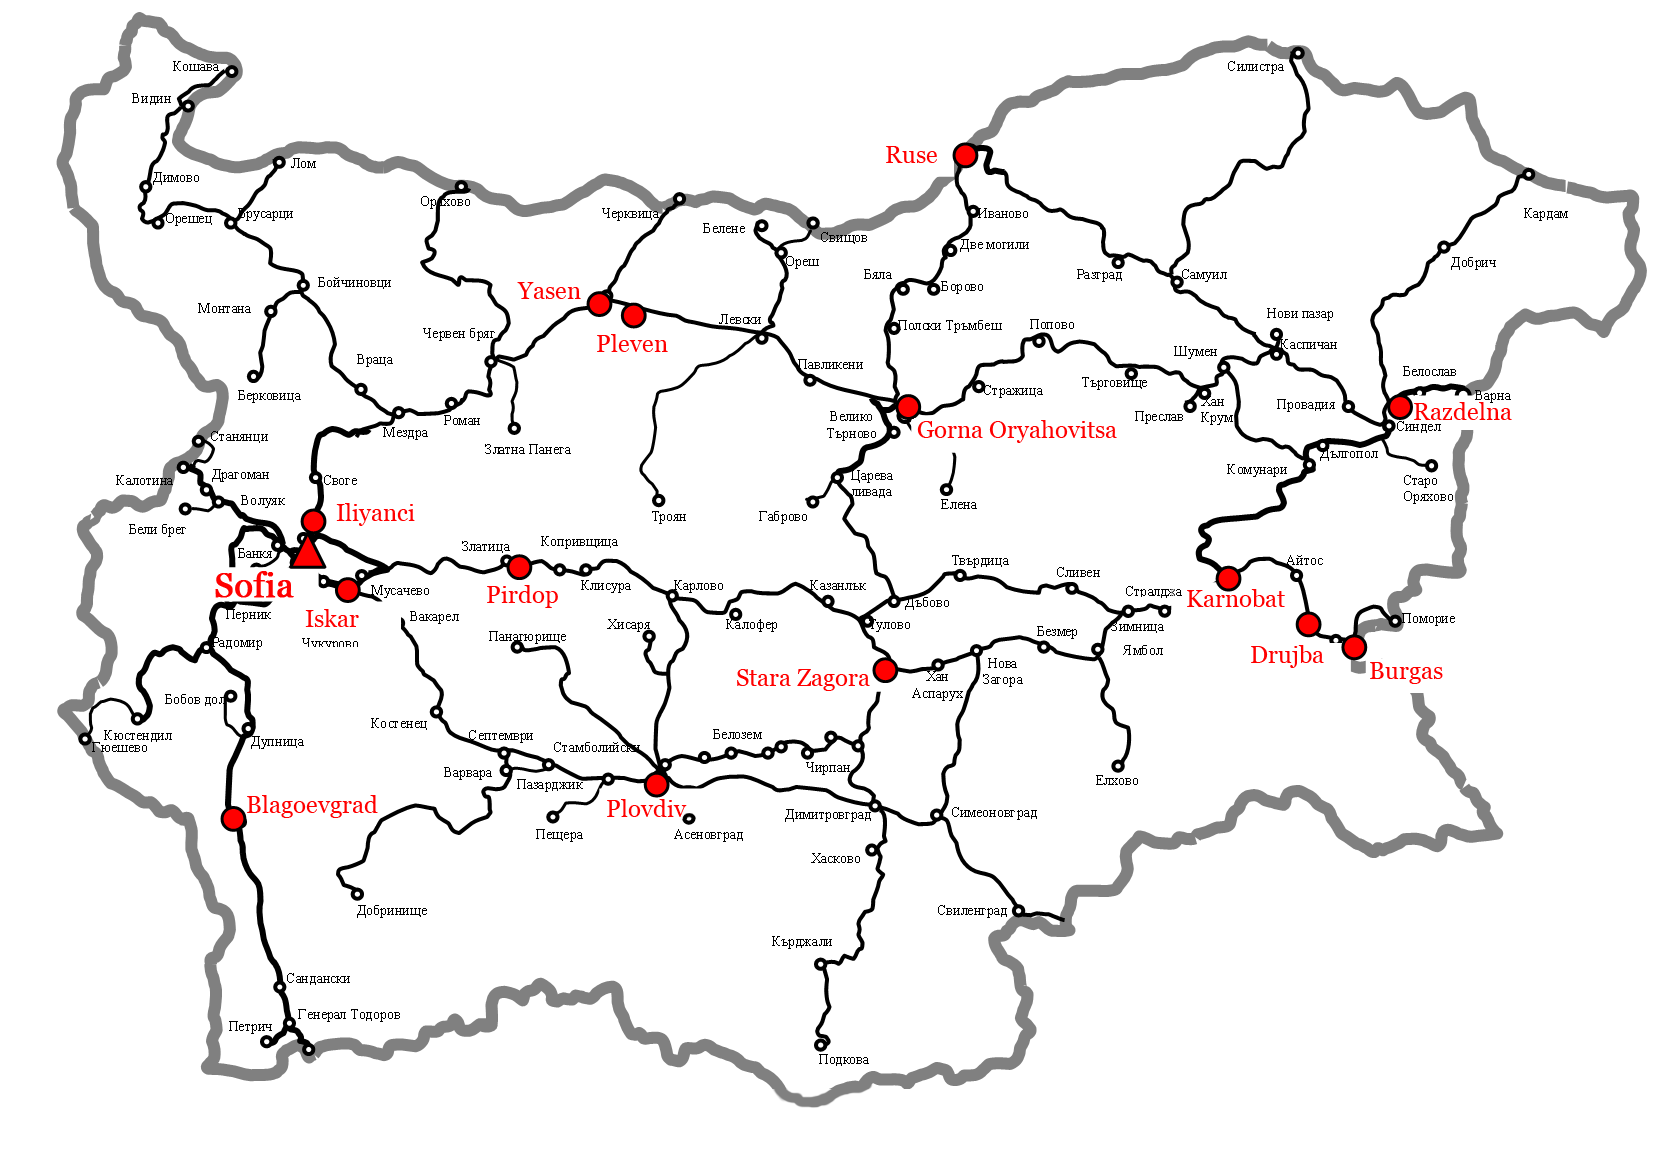 Кошава
Видин
Силистра
Лом
Димово
Ruse
Орешец
Брусарци
Оряхово
Черквица
Белене
Свищов
Иваново
Кардам
Две могили
Ореш
Бяла
Борово
Разград
Самуил
Добрич
Бойчиновци
Монтана
Yasen
Pleven
Левски
Полски Тръмбеш
Попово
Нови пазар
Каспичан
Червен бряг
Враца
Павликени
Шумен
Белослав
Варна
Берковица
Роман
Стражица
Търговище
Преслав
Хан
Крум
Провадия
Razdelna
Синдел
Мездра
Велико
Търново
Gorna Oryahovitsa
Станянци
Златна Панега
Дългопол
Комунари
Калотина
Драгоман
Своге
Царева
ливада
Старо
Оряхово
Волуяк
Бели брег
Iliyanci
Троян
Габрово
Елена
Банкя
Златица
Копривщица
Твърдица
Айтос
Sofia
Мусачево
Pirdop
Клисура
Карлово
Казанлък
Сливен
Стралджа
Karnobat
Перник
Iskar
Вакарел
Дъбово
Калофер
Тулово
Зимница
Поморие
Чукурово
Панагюрище
Хисаря
Безмер
Ямбол
Drujba
Burgas
Радомир
Stara Zagora
Хан
Аспарух
Нова
Загора
Бобов дол
Костенец
Кюстендил
Гюешево
Дупница
Септември
Стамболийски
Белозем
Варвара
Пазарджик
Чирпан
Елхово
Blagoevgrad
Plovdiv
Пещера
Асеновград
Димитровград
Симеоновград
Хасково
Добринище
Свиленград
Кърджали
Сандански
Генерал Тодоров
Петрич
Подкова